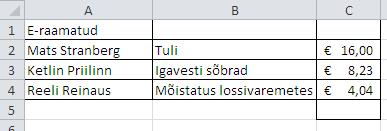 A B C
1 E-raamatud
2 Mats Stranberg Tuli € 16,00
3 Ketlin Priilinn Igavesti sõbrad € 8,23
4 Reeli Reinaus Mõistatus lossivaremetes € 4,04
5
6